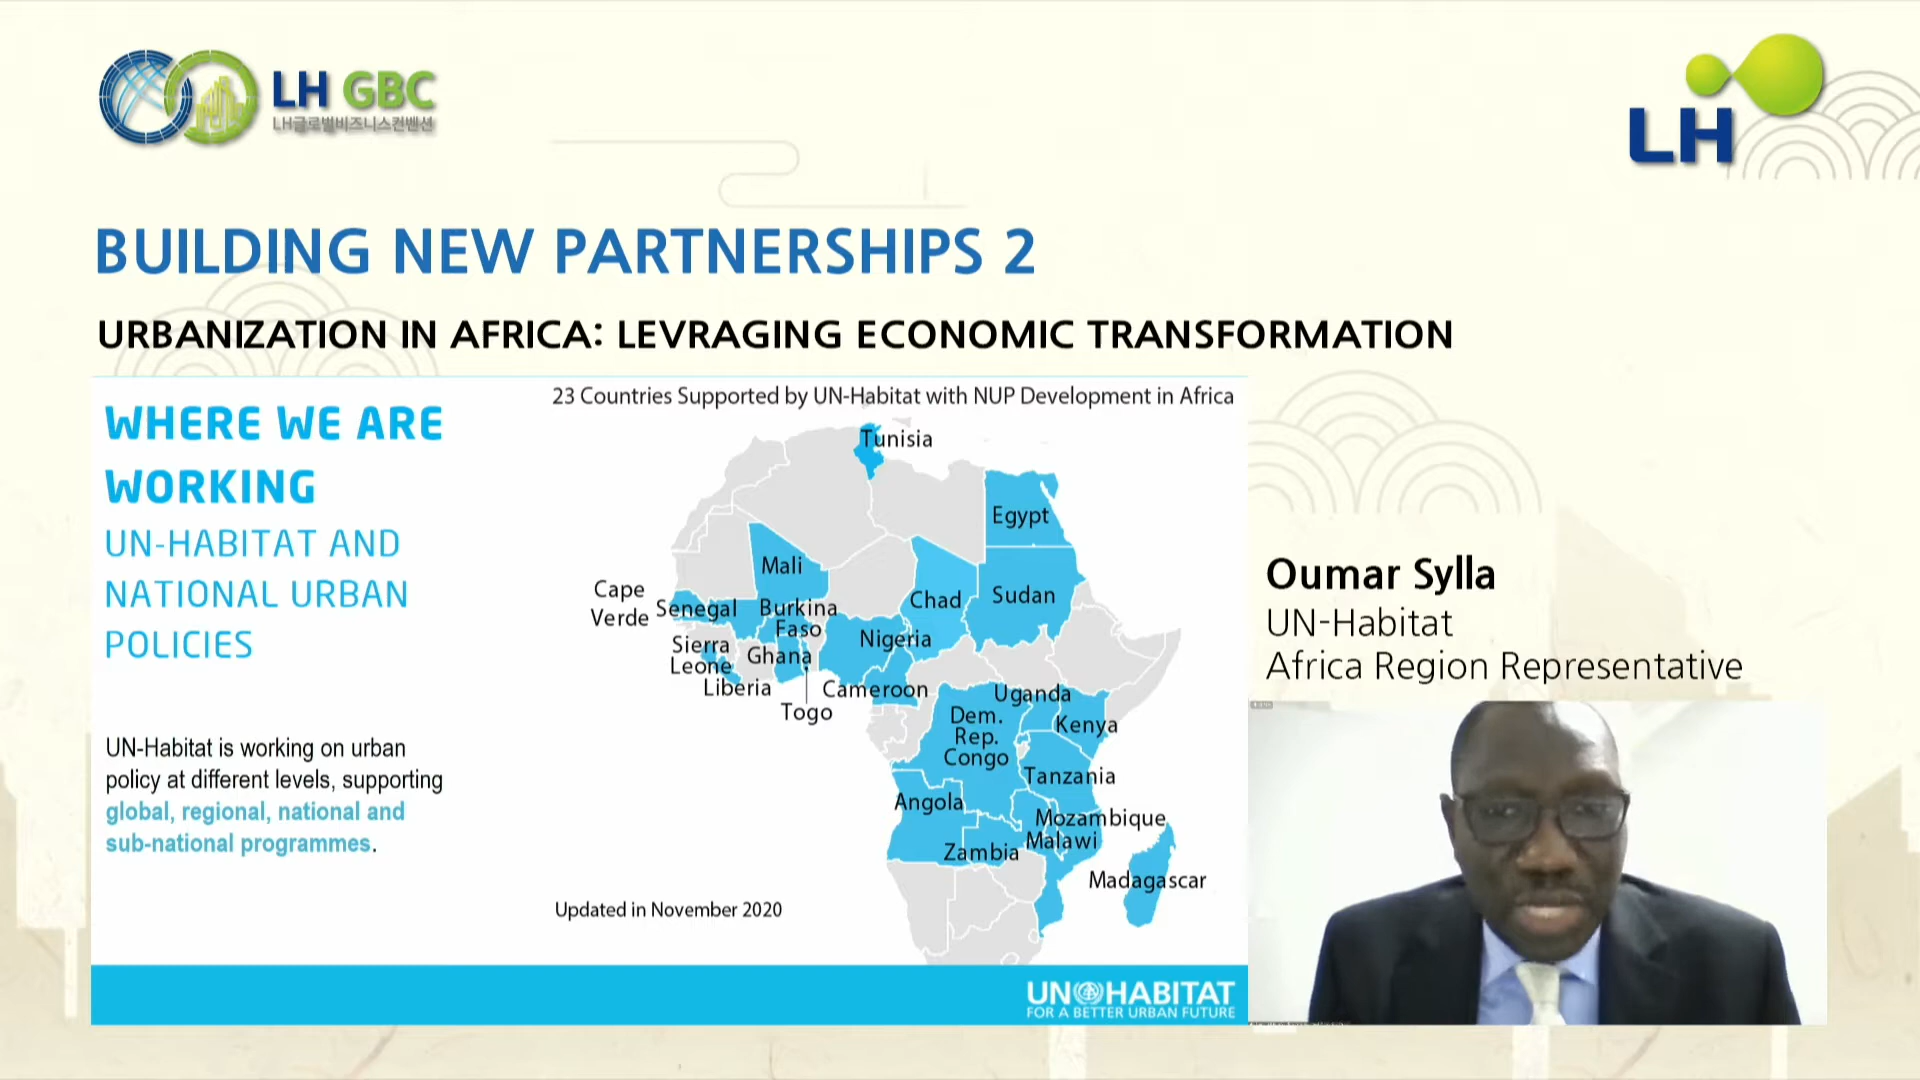 LH GBC
LH글로벌비즈니스컨벤션
LH
BUILDING NEW PARTNERSHIPS 2
URBANIZATION IN AFRICA: LEVRAGING ECONOMIC TRANSFORMATION
WHERE WE ARE
WORKING
UN-HABITAT AND
NATIONAL URBAN
POLICIES
UN-Habitat is working on urban
policy at different levels, supporting
global, regional, national and
sub-national programmes.
23 Countries Supported by UN-Habitat with NUP Development in Africa
Tunisia
Egypt
Mali
Cape
Verde
Senegal
Burkina
Faso
Chad
Sudan
Nigeria
Sierra
Leone
Ghana
Liberia
Togo
Cameroon
Uganda
Dem.
Rep.
Congo
Kenya
Tanzania
Angola
Mozambique
Malawi
Zambia
Madagascar
Updated in November 2020
UN HABITAT
FOR A BETTER URBAN FUTURE
Oumar Sylla
UN-Habitat
Africa Region Representative